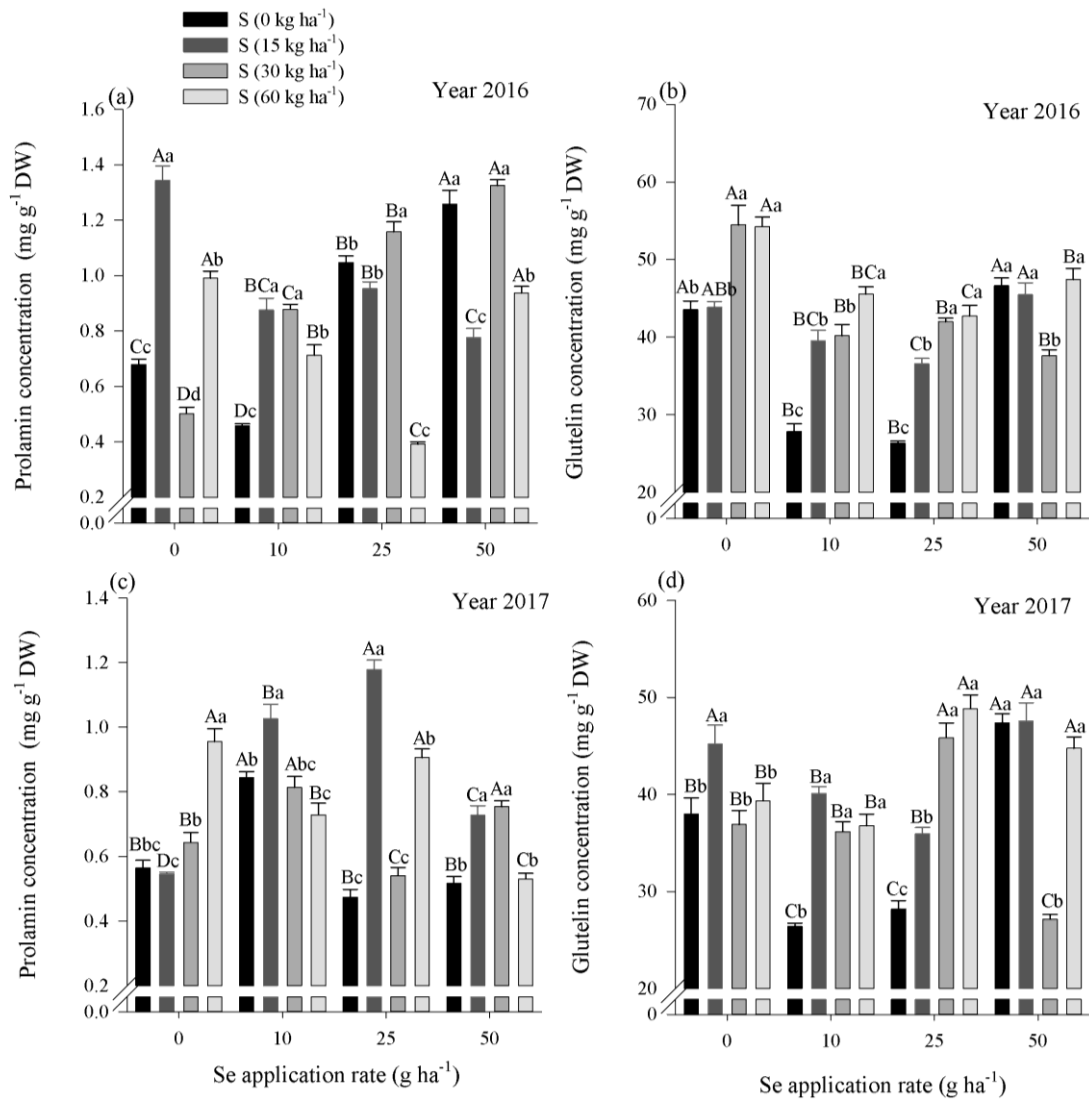 S (0 kg ha⁻¹)
S (15 kg ha⁻¹)
S (30 kg ha⁻¹)
S (60 kg ha⁻¹)
(a)
Year 2016
Prolamin concentration (mg g⁻¹ DW)
1.6
1.4
1.2
1.0
0.8
0.6
0.4
0.2
0.0
Cc
Aa
Dd
Ab
Dc
BCa
Ca
Bb
Bb
Bb
Ba
Cc
Aa
Cc
Aa
Ab
0
10
25
50
(b)
Year 2016
Glutelin concentration (mg g⁻¹ DW)
70
60
50
40
30
20
0
Ab
ABb
Aa
Aa
Bc
BCb
Bb
BCa
Bc
Cb
Ba
Ca
Aa
Aa
Bb
Ba
0
10
25
50
(c)
Year 2017
Prolamin concentration (mg g⁻¹ DW)
1.4
1.2
1.0
0.8
0.6
0.4
0.2
0.0
Bbc
Dc
Bb
Aa
Ab
Ba
Abc
Bc
Bc
Aa
Cc
Ab
Bb
Ca
Aa
Cb
0
10
25
50
Se application rate (g ha⁻¹)
(d)
Year 2017
Glutelin concentration (mg g⁻¹ DW)
60
50
40
30
20
0
Bb
Aa
Bb
Bb
Cb
Ba
Ba
Ba
Cc
Bb
Aa
Aa
Aa
Aa
Cb
Aa
0
10
25
50
Se application rate (g ha⁻¹)